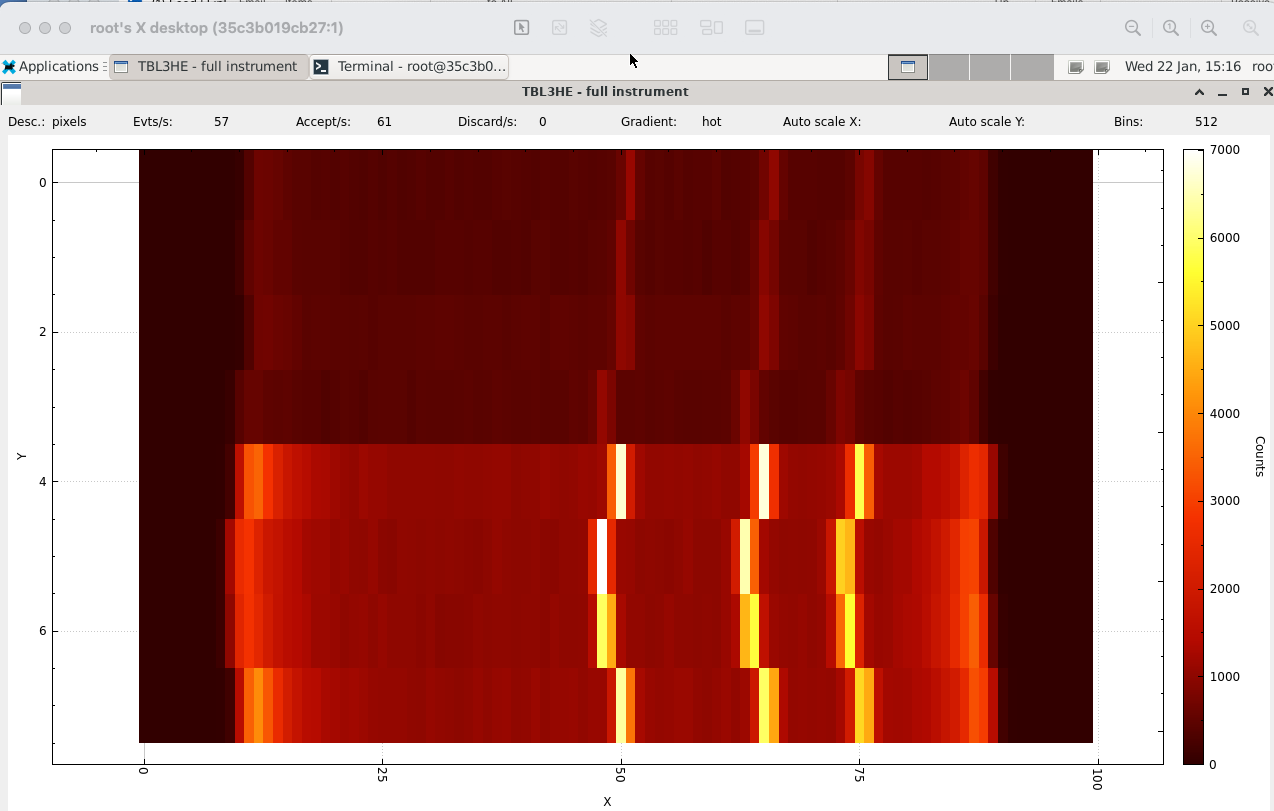 root's X desktop (35c3b019cb27:1)
Applications TBL3HE - full instrument Terminal - root@35c3b0... Wed 22 Jan, 15:16
TBL3HE - full instrument
Desc.: pixels Evts/s: 57 Accept/s: 61 Discard/s: 0 Gradient: hot Auto scale X: Auto scale Y: Bins: 512
0
2
4
6
Y
0 25 50 75 100
X
7000
6000
5000
4000
3000
2000
1000
0
Counts